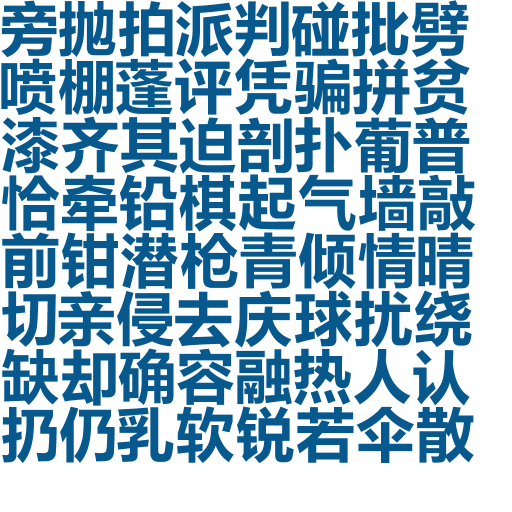 旁抛拍派判碰批劈
喷棚蓬评凭骗拼贫
漆齐其迫剖扑葡普
恰牵铅棋起气墙敲
前钳潜枪青倾情晴
切亲侵去庆球扰绕
缺却确容融热人认
扔仍乳软锐若伞散